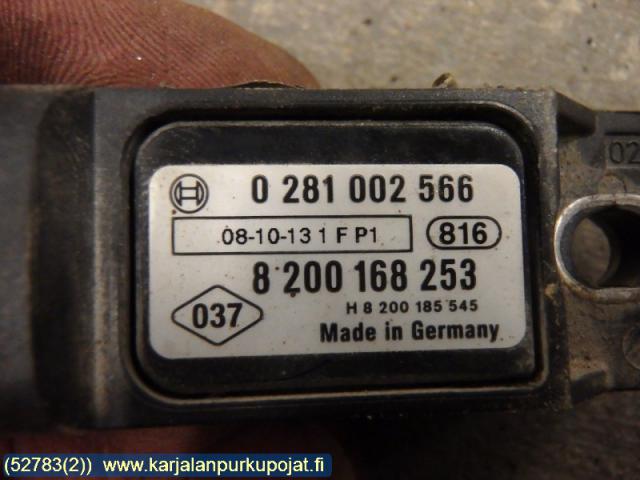 0 281 002 566
08-10-13 1 F P1 816
8 200 168 253
037 H 8 200 185 545
Made in Germany
02
(52783(2)) www.karjalanpurkupojat.fi